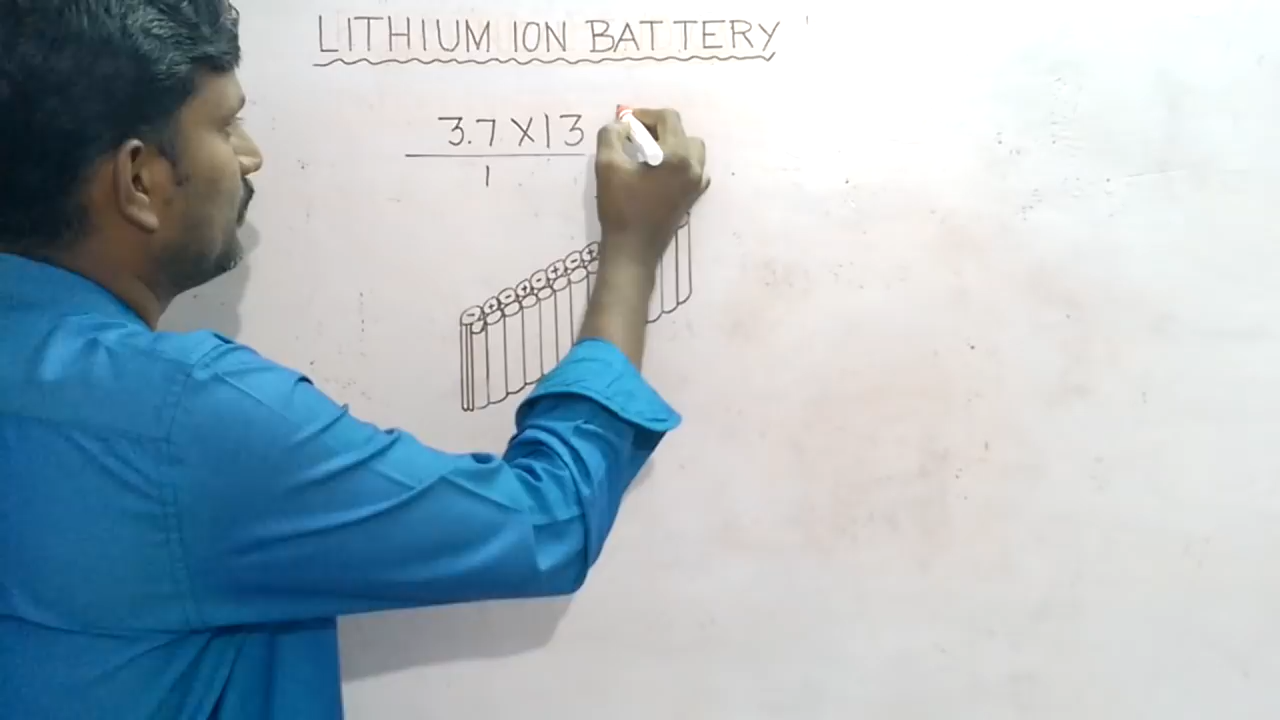 LITHIUM ION BATTERY
3.7 X 13
1
- + - + - + - +